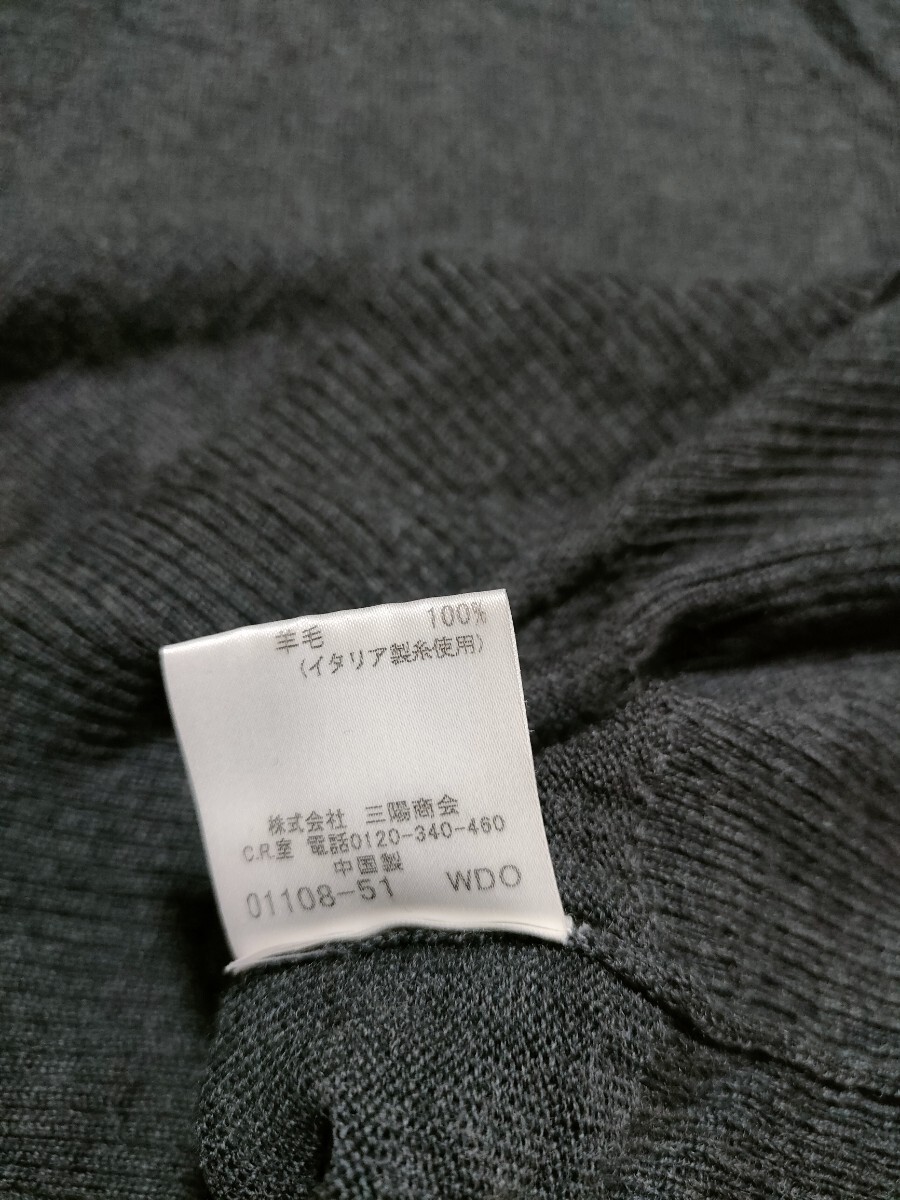 羊毛 100%
(イタリア製糸使用)
株式会社 三陽商会
C.R.室 電話0120-340-460
中国製
01108-51 WDO